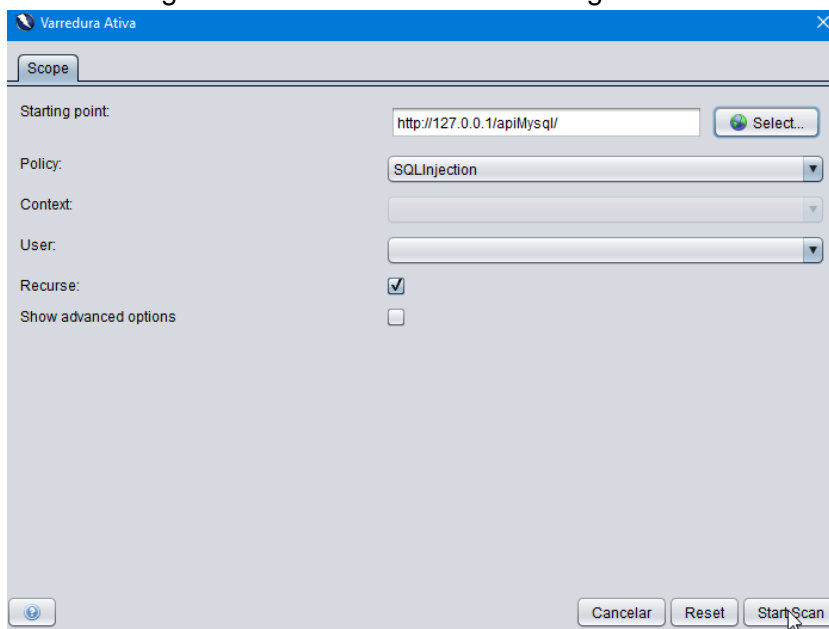 Varredura Ativa
Scope
Starting point: http://127.0.0.1/apiMysql/ Select...
Policy: SQLInjection
Context:
User:
Recurse:
Show advanced options
Cancelar Reset Start Scan